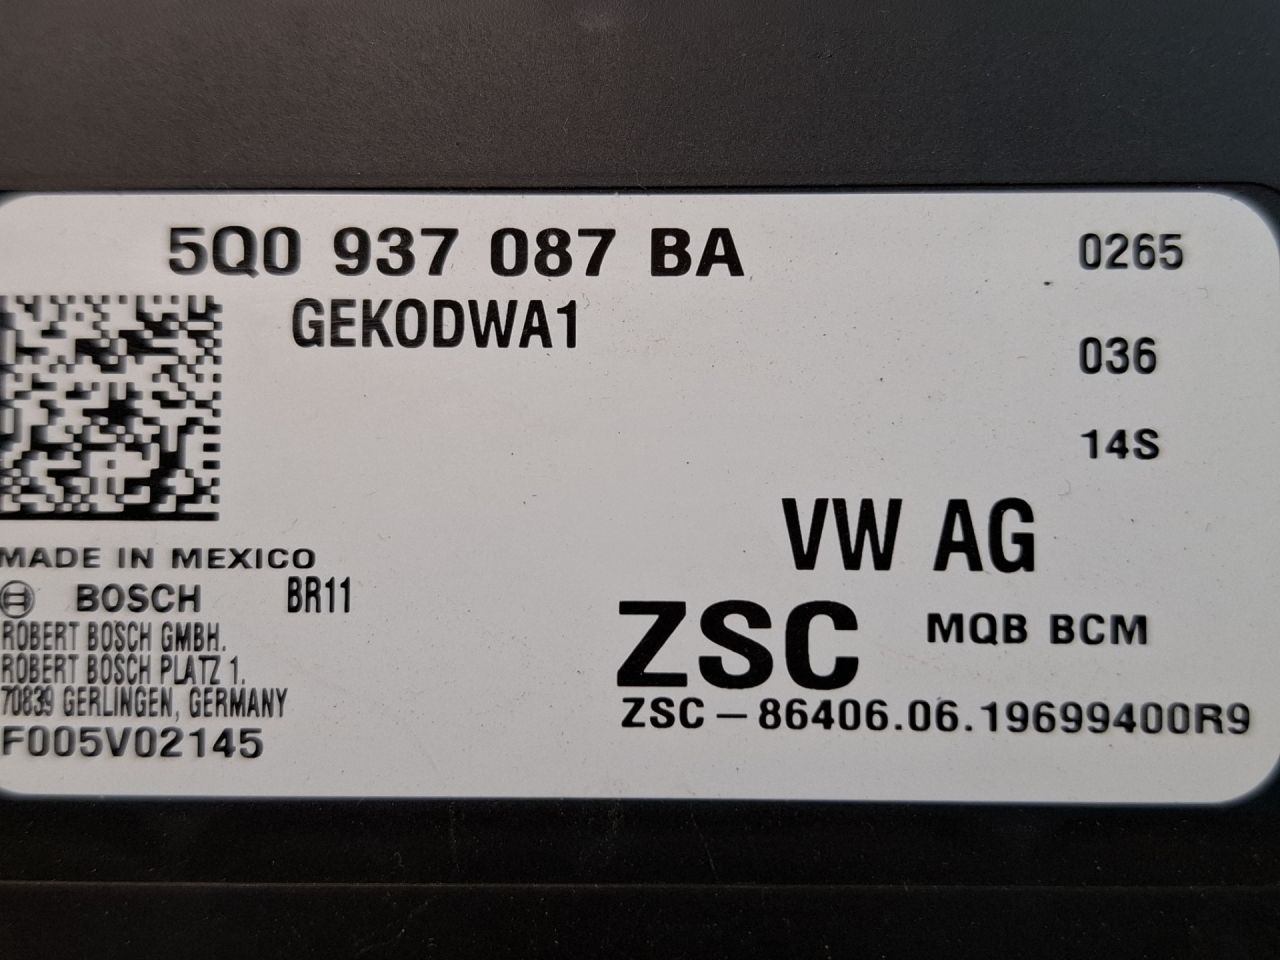 5Q0 937 087 BA 0265
GEKODWA1
036
14S
VW AG
MADE IN MEXICO
BOSCH BR11
ZSC MQB BCM
ROBERT BOSCH GMBH.
ROBERT BOSCH PLATZ 1.
70839 GERLINGEN, GERMANY
ZSC-86406.06.19699400R9
F005V02145